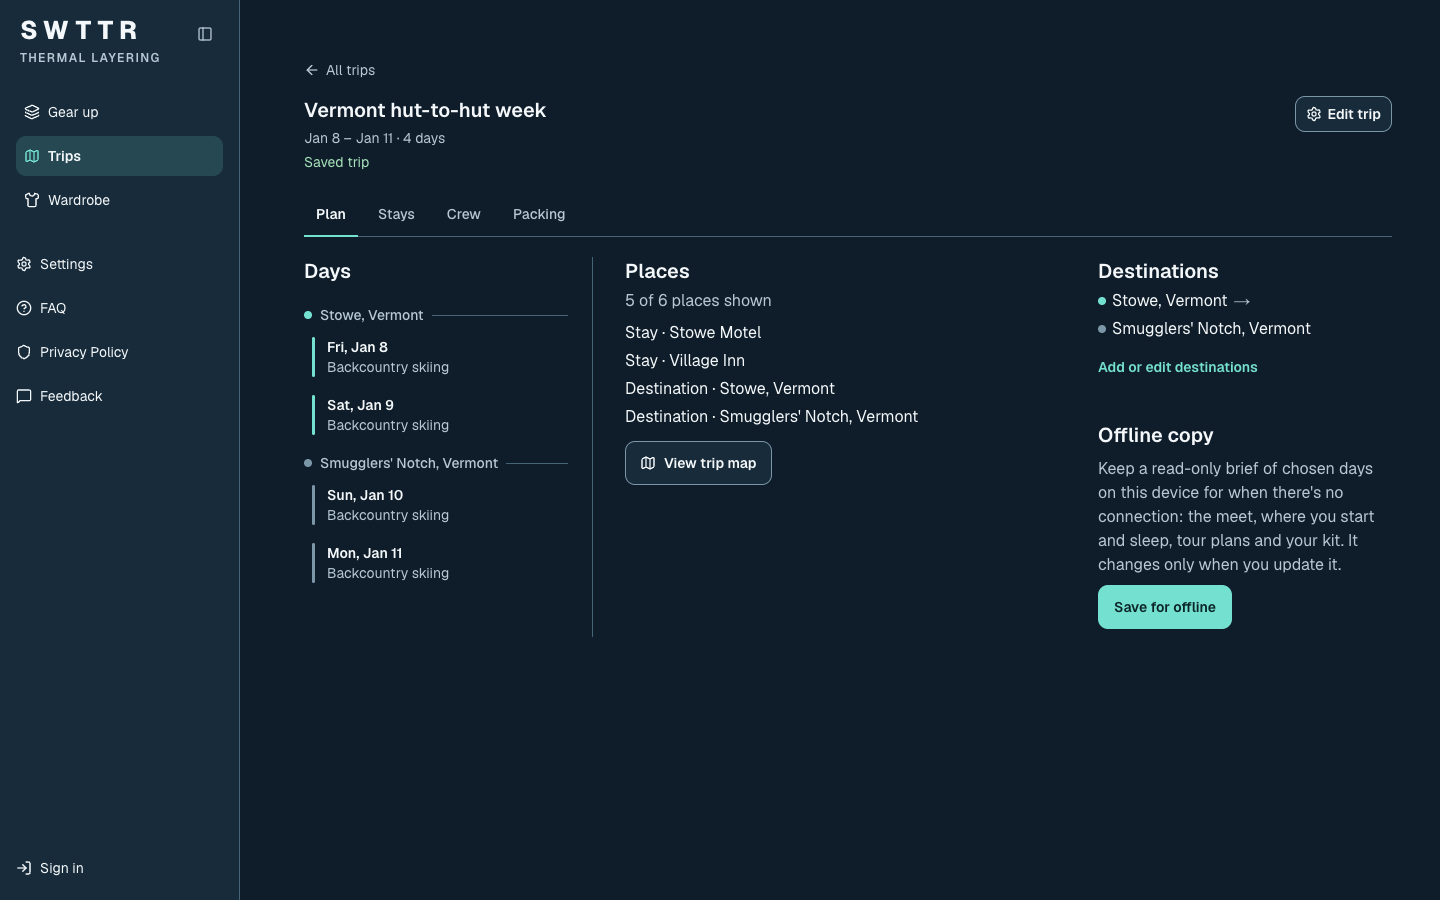 SWTTR
THERMAL LAYERING
Gear up
Trips
Wardrobe
Settings
FAQ
Privacy Policy
Feedback
Sign in
All trips
Vermont hut-to-hut week
Jan 8 – Jan 11 · 4 days
Saved trip
Edit trip
Plan
Stays
Crew
Packing
Days
Stowe, Vermont
Fri, Jan 8
Backcountry skiing
Sat, Jan 9
Backcountry skiing
Smugglers' Notch, Vermont
Sun, Jan 10
Backcountry skiing
Mon, Jan 11
Backcountry skiing
Places
5 of 6 places shown
Stay · Stowe Motel
Stay · Village Inn
Destination · Stowe, Vermont
Destination · Smugglers' Notch, Vermont
View trip map
Destinations
Stowe, Vermont →
Smugglers' Notch, Vermont
Add or edit destinations
Offline copy
Keep a read-only brief of chosen days
on this device for when there's no
connection: the meet, where you start
and sleep, tour plans and your kit. It
changes only when you update it.
Save for offline